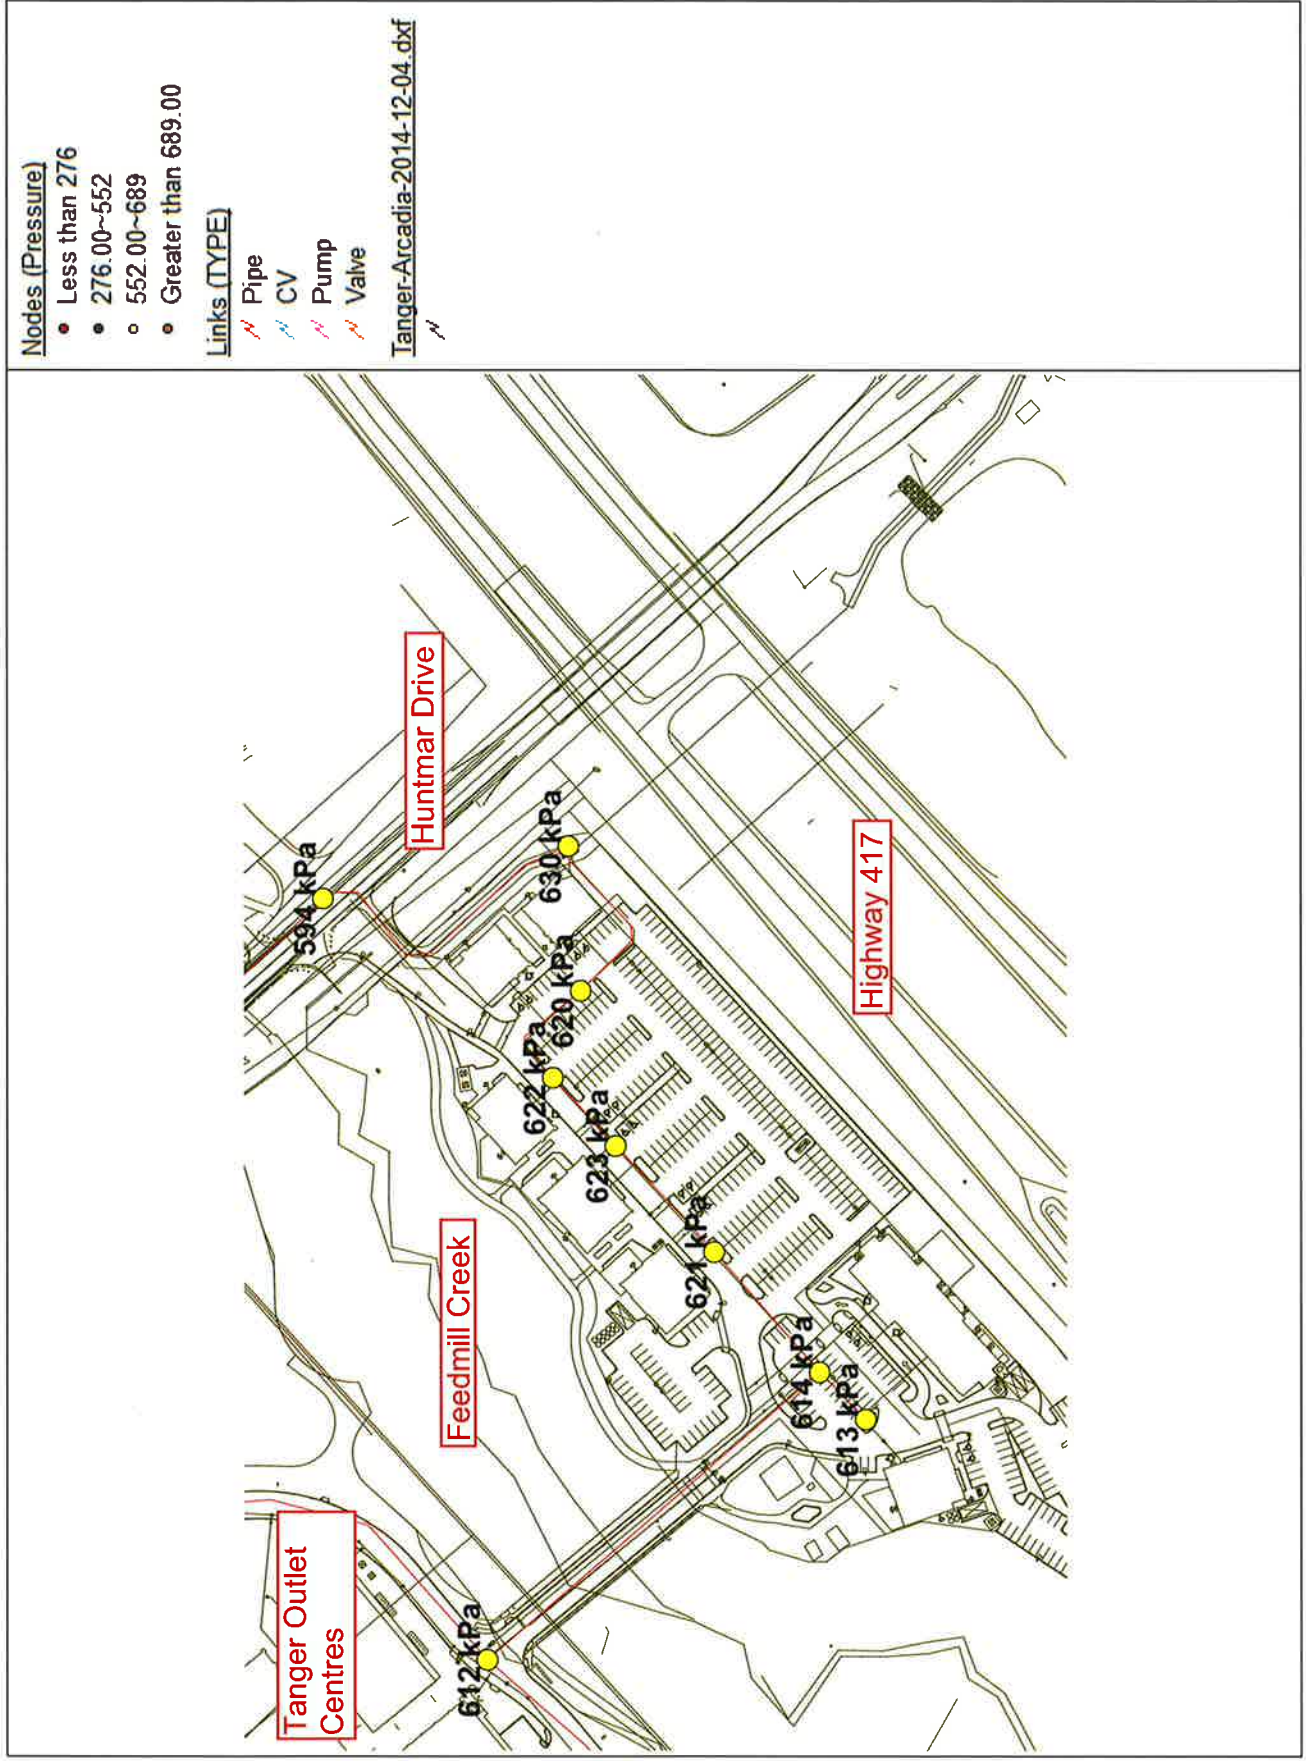 Nodes (Pressure)
Less than 276
276.00~552
552.00~689
Greater than 689.00
Links (TYPE)
Pipe
CV
Pump
Valve
Tanger-Arcadia-2014-12-04.dxf
Tanger Outlet
Centres
Feedmill Creek
Huntmar Drive
Highway 417
594 kPa
612 kPa
630 kPa
620 kPa
622 kPa
623 kPa
621 kPa
614 kPa
613 kPa